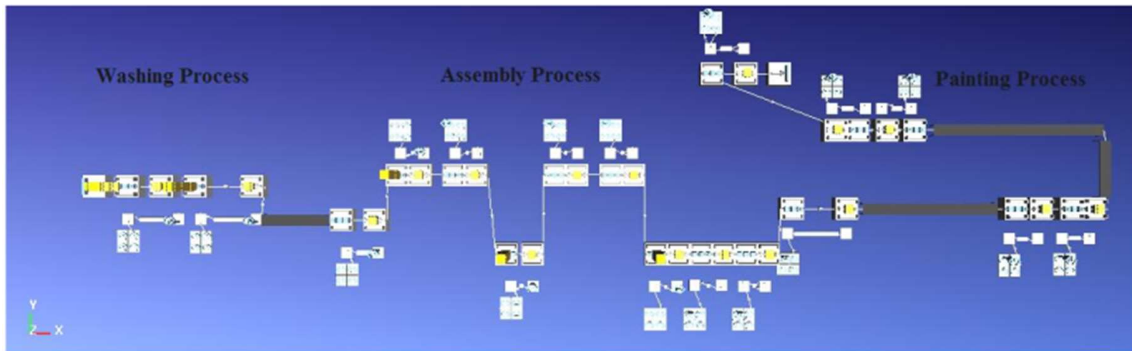 Washing Process
Assembly Process
Painting Process
Y
Z X